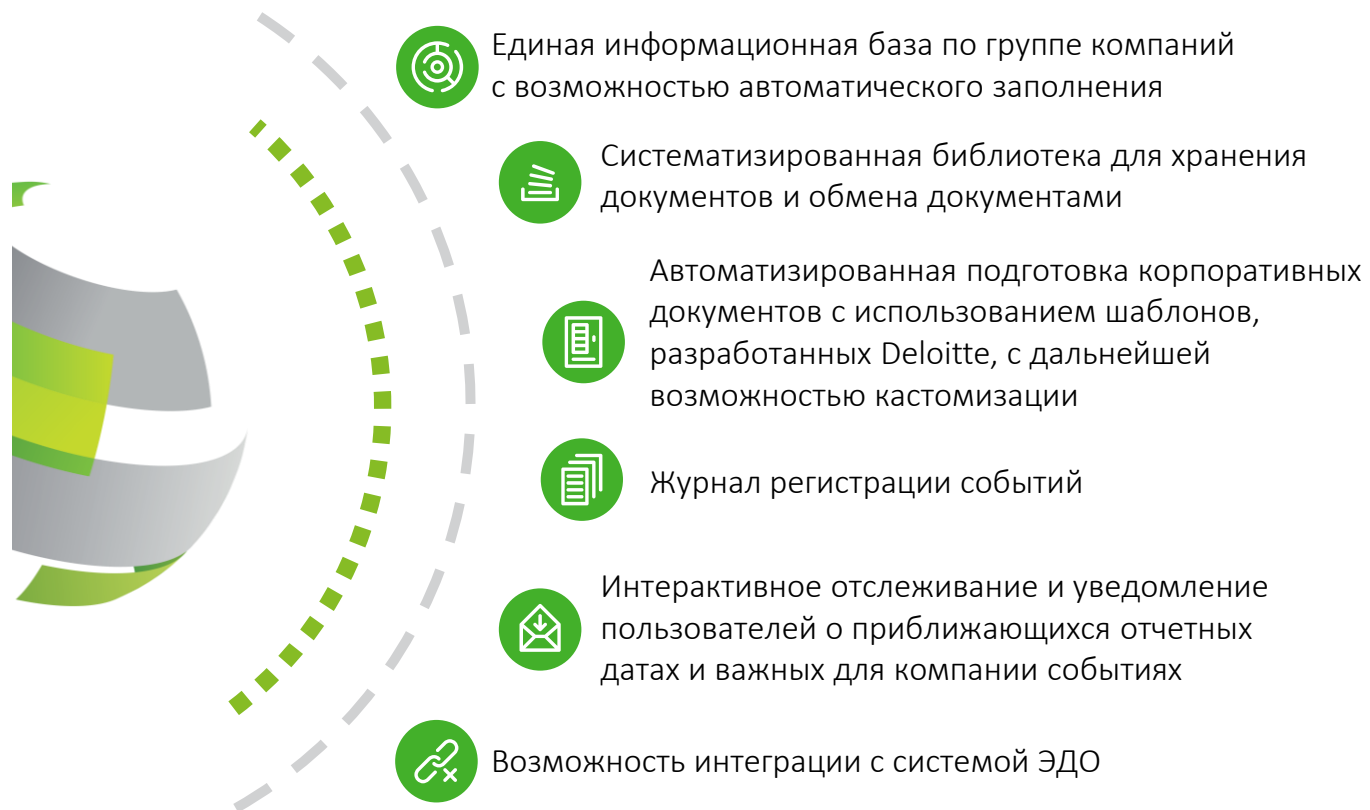 Единая информационная база по группе компаний
с возможностью автоматического заполнения
Систематизированная библиотека для хранения
документов и обмена документами
Автоматизированная подготовка корпоративных
документов с использованием шаблонов,
разработанных Deloitte, с дальнейшей
возможностью кастомизации
Журнал регистрации событий
Интерактивное отслеживание и уведомление
пользователей о приближающихся отчетных
датах и важных для компании событиях
Возможность интеграции с системой ЭДО